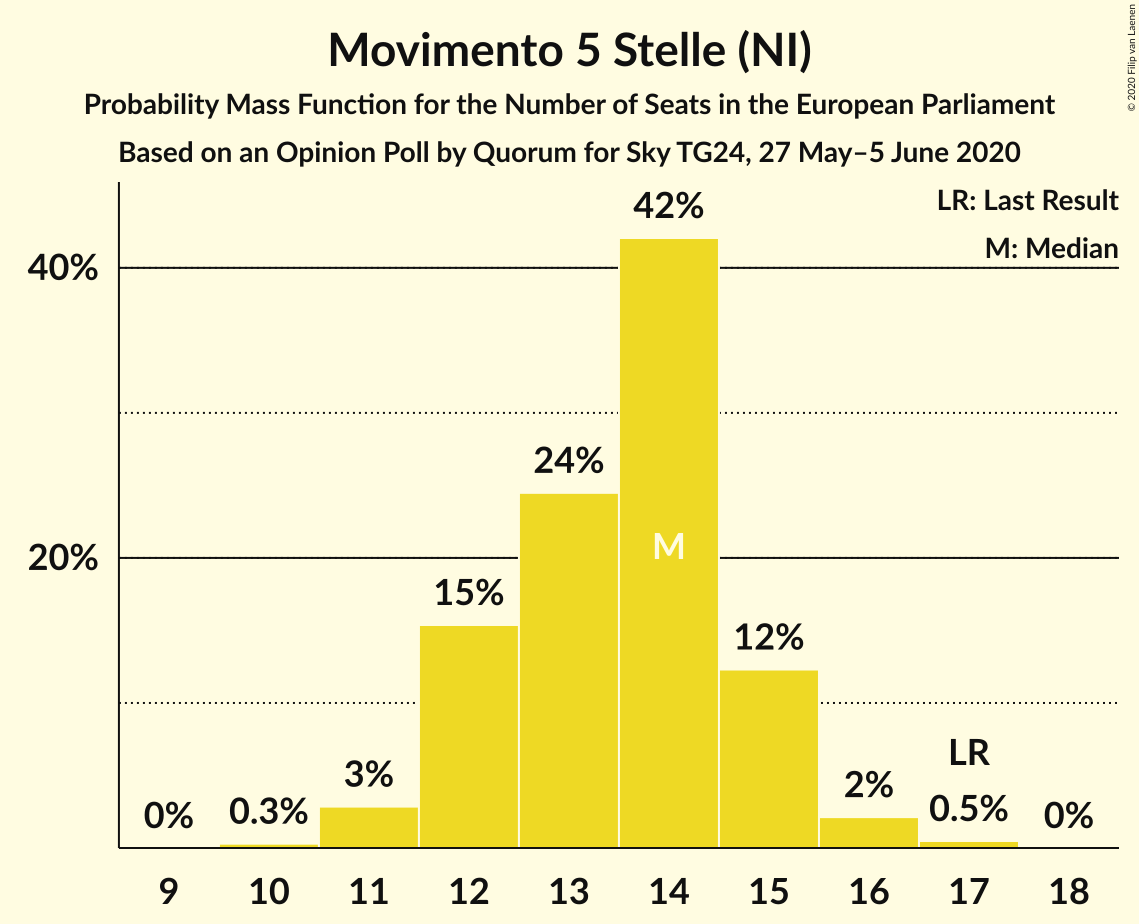 Movimento 5 Stelle (NI)
Probability Mass Function for the Number of Seats in the European Parliament
Based on an Opinion Poll by Quorum for Sky TG24, 27 May–5 June 2020
© 2020 Filip van Laenen
LR: Last Result
M: Median
40%
20%
0%
0.3%
3%
15%
24%
42%
M
12%
2%
LR
0.5%
0%
9 10 11 12 13 14 15 16 17 18